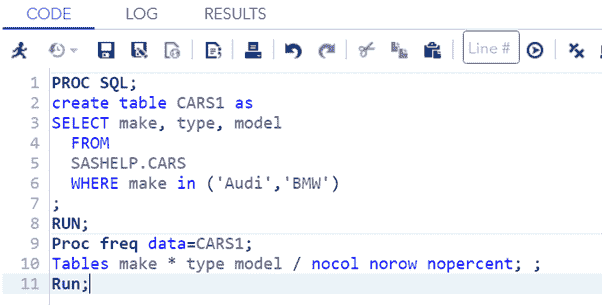 CODE LOG RESULTS
Line #
1 PROC SQL;
2 create table CARS1 as
3 SELECT make, type, model
4 FROM
5 SASHELP.CARS
6 WHERE make in ('Audi','BMW')
7 ;
8 RUN;
9 Proc freq data=CARS1;
10 Tables make * type model / nocol norow nopercent; ;
11 Run;